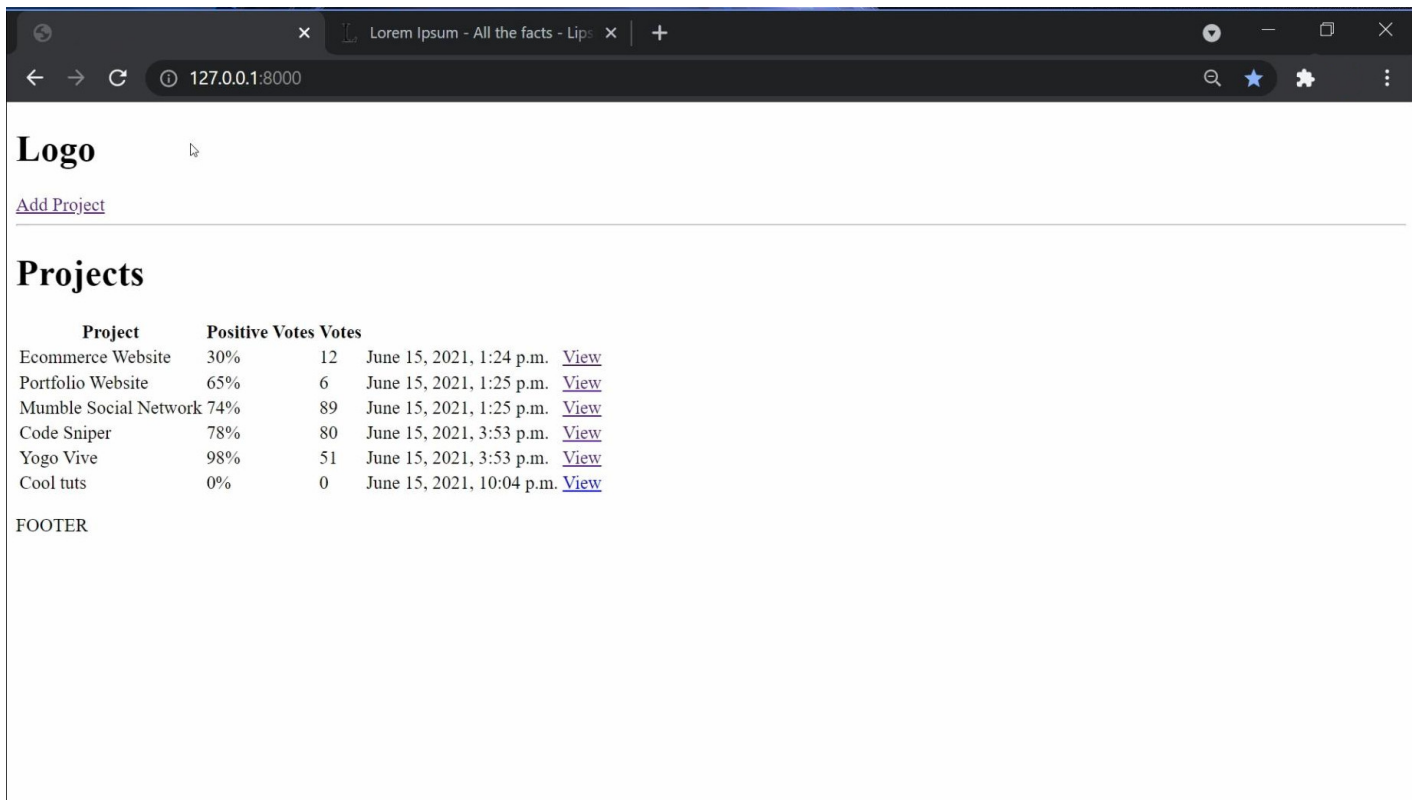 Lorem Ipsum - All the facts - Lips
127.0.0.1:8000
Logo
Add Project
Projects
Project Positive Votes Votes
Ecommerce Website 30% 12 June 15, 2021, 1:24 p.m. View
Portfolio Website 65% 6 June 15, 2021, 1:25 p.m. View
Mumble Social Network 74% 89 June 15, 2021, 1:25 p.m. View
Code Sniper 78% 80 June 15, 2021, 3:53 p.m. View
Yogo Vive 98% 51 June 15, 2021, 3:53 p.m. View
Cool tuts 0% 0 June 15, 2021, 10:04 p.m. View
FOOTER